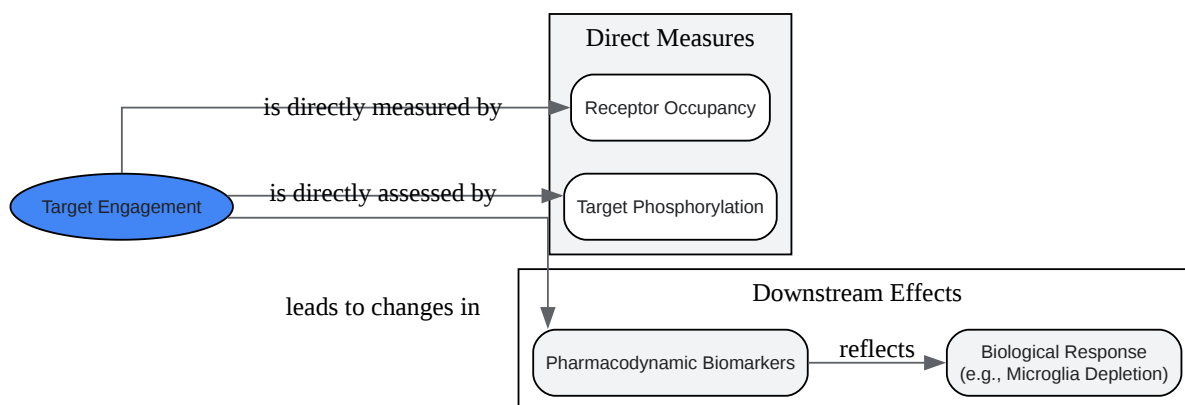 Direct Measures
is directly measured by
Receptor Occupancy
Target Engagement
is directly assessed by
Target Phosphorylation
leads to changes in
Downstream Effects
Pharmacodynamic Biomarkers
reflects
Biological Response
(e.g., Microglia Depletion)